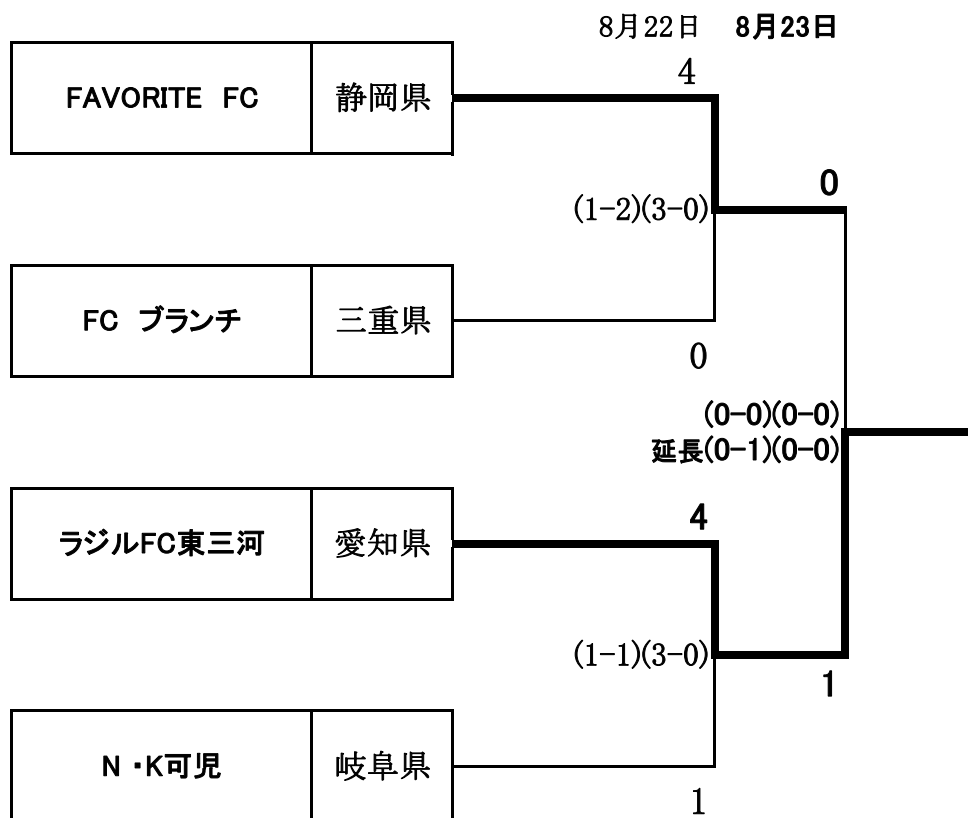 8月22日 8月23日
4
FAVORITE FC 静岡県
0
(1-2)(3-0)
FC ブランチ 三重県
0
(0-0)(0-0)
延長(0-1)(0-0)
4
ラジルFC東三河 愛知県
(1-1)(3-0)
1
N・K可児 岐阜県
1